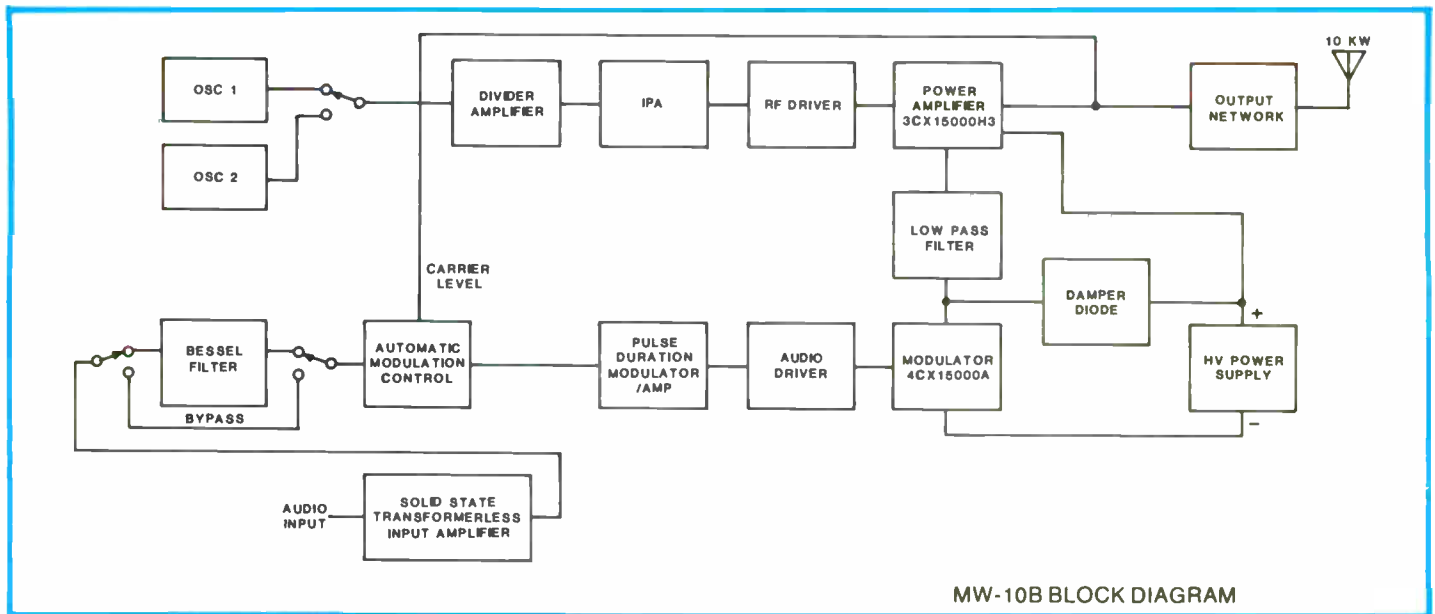 10 KW
OSC 1
DIVIDER
AMPLIFIER
IPA
RF DRIVER
POWER
AMPLIFIER
3CX15000H3
OUTPUT
NETWORK
OSC 2
LOW PASS
FILTER
CARRIER
LEVEL
DAMPER
DIODE
+
BESSEL
FILTER
BYPASS
AUTOMATIC
MODULATION
CONTROL
PULSE
DURATION
MODULATOR
/AMP
AUDIO
DRIVER
MODULATOR
4CX15000A
HV POWER
SUPPLY
−
AUDIO
INPUT
SOLID STATE
TRANSFORMERLESS
INPUT AMPLIFIER
MW-10B BLOCK DIAGRAM